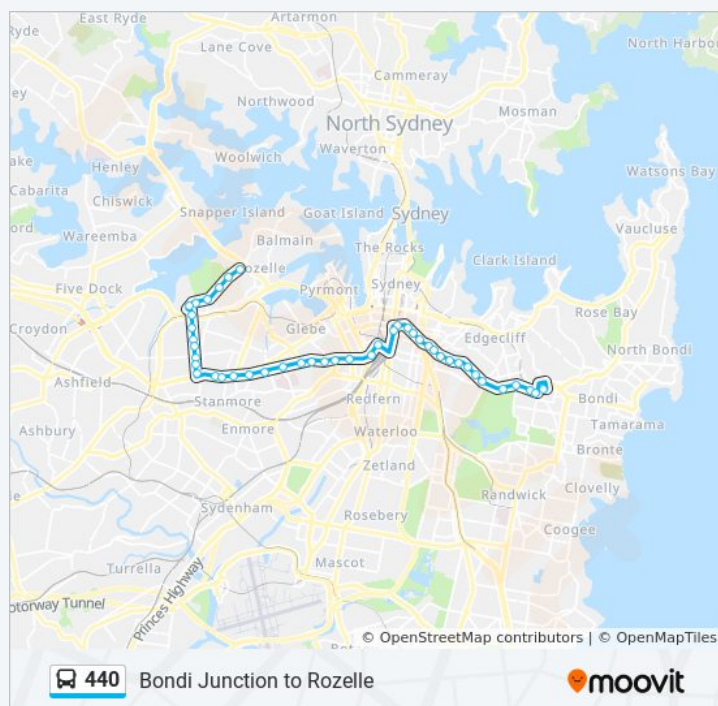 East Ryde
Artarmon
Lane Cove
North Harbo
Cammeray
Northwood
Mosman
North Sydney
Waverton
ey
Woolwich
Henley
ake
Cabarita
Chiswick
Watsons Bay
Snapper Island
Goat Island
Sydney
ord
Wareemba
Balmain
Vaucluse
The Rocks
Clark Island
Rozelle
Five Dock
Pyrmont
Sydney
Rose Bay
Croydon
Glebe
Edgecliff
North Bondi
Ashfield
Stanmore
Redfern
Bondi
Tamarama
Ashbury
Enmore
Waterloo
Bronte
Zetland
Clovelly
Randwick
Sydenham
Rosebery
Coogee
Turrella
Mascot
Princes Highway
otorway Tunnel
© OpenStreetMap contributors | © OpenMapTiles
440 Bondi Junction to Rozelle
moovit